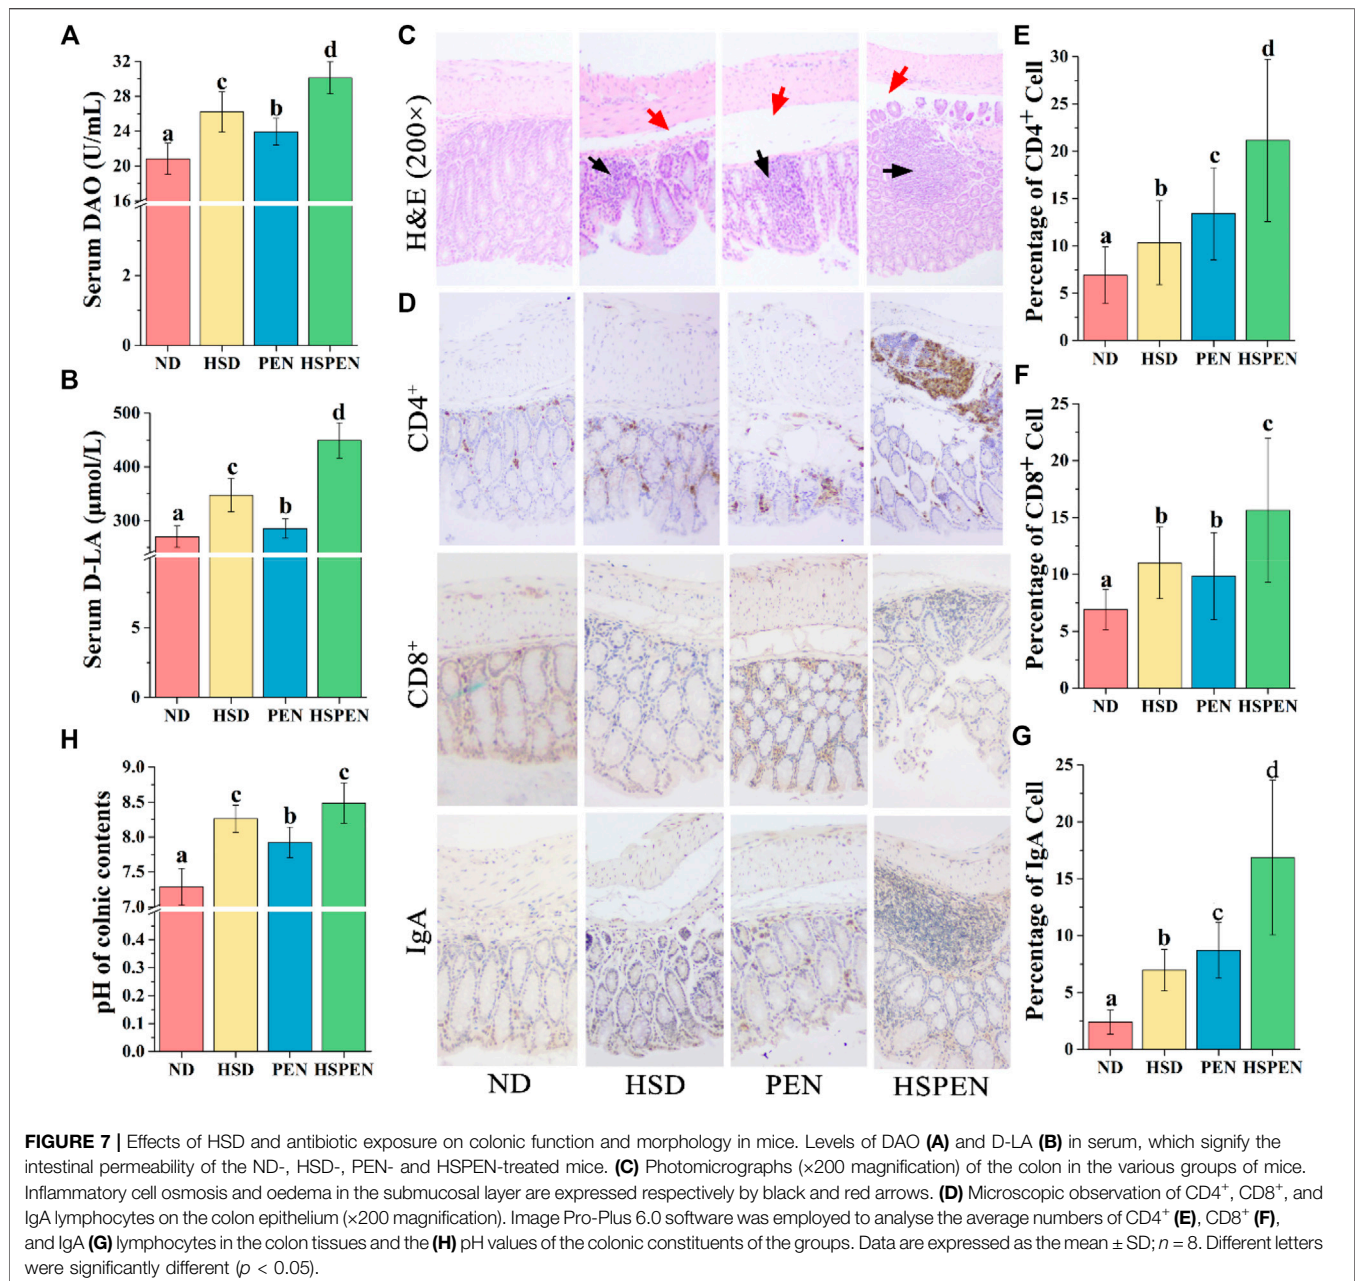 A
Serum DAO (U/mL)
32
28
24
20
16
2
0
a
c
b
d
ND HSD PEN HSPEN
B
Serum D-LA (μmol/L)
500
400
300
5
0
a
c
b
d
ND HSD PEN HSPEN
H
pH of colnic contents
9.0
8.5
8.0
7.5
7.0
0.4
0.3
0.2
0.1
0.0
a
c
b
c
ND HSD PEN HSPEN
C
H&E (200×)
D
CD4⁺
CD8⁺
IgA
ND HSD PEN HSPEN
E
Percentage of CD4⁺ Cell
30
25
20
15
10
5
0
a
b
c
d
ND HSD PEN HSPEN
F
Percentage of CD8⁺ Cell
25
20
15
10
5
0
a
b
b
c
ND HSD PEN HSPEN
G
Percentage of IgA Cell
25
20
15
10
5
0
a
b
c
d
ND HSD PEN HSPEN
FIGURE 7 | Effects of HSD and antibiotic exposure on colonic function and morphology in mice. Levels of DAO (A) and D-LA (B) in serum, which signify the
intestinal permeability of the ND-, HSD-, PEN- and HSPEN-treated mice. (C) Photomicrographs (×200 magnification) of the colon in the various groups of mice.
Inflammatory cell osmosis and oedema in the submucosal layer are expressed respectively by black and red arrows. (D) Microscopic observation of CD4⁺, CD8⁺, and
IgA lymphocytes on the colon epithelium (×200 magnification). Image Pro-Plus 6.0 software was employed to analyse the average numbers of CD4⁺ (E), CD8⁺ (F),
and IgA (G) lymphocytes in the colon tissues and the (H) pH values of the colonic constituents of the groups. Data are expressed as the mean ± SD; n = 8. Different letters
were significantly different (p < 0.05).